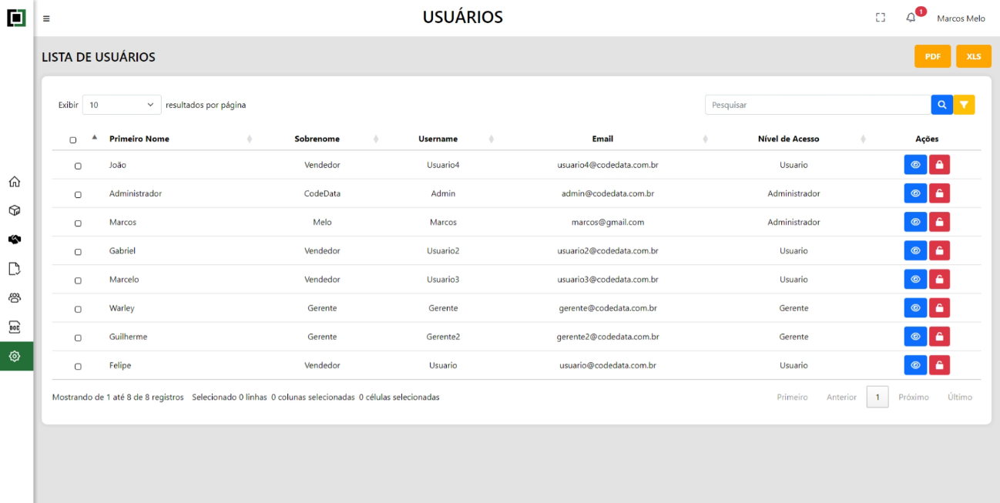 USUÁRIOS
1
Marcos Melo
LISTA DE USUÁRIOS
PDF
XLS
Exibir 10 resultados por página
Pesquisar
Primeiro Nome Sobrenome Username Email Nível de Acesso Ações
João Vendedor Usuario4 usuario4@codedata.com.br Usuario
Administrador CodeData Admin admin@codedata.com.br Administrador
Marcos Melo Marcos marcos@gmail.com Administrador
Gabriel Vendedor Usuario2 usuario2@codedata.com.br Usuario
Marcelo Vendedor Usuario3 usuario3@codedata.com.br Usuario
Warley Gerente Gerente gerente@codedata.com.br Gerente
Guilherme Gerente Gerente2 gerente2@codedata.com.br Gerente
Felipe Vendedor Usuario usuario@codedata.com.br Usuario
DOC
Mostrando de 1 até 8 de 8 registros Selecionado 0 linhas 0 colunas selecionadas 0 células selecionadas
Primeiro Anterior 1 Próximo Último